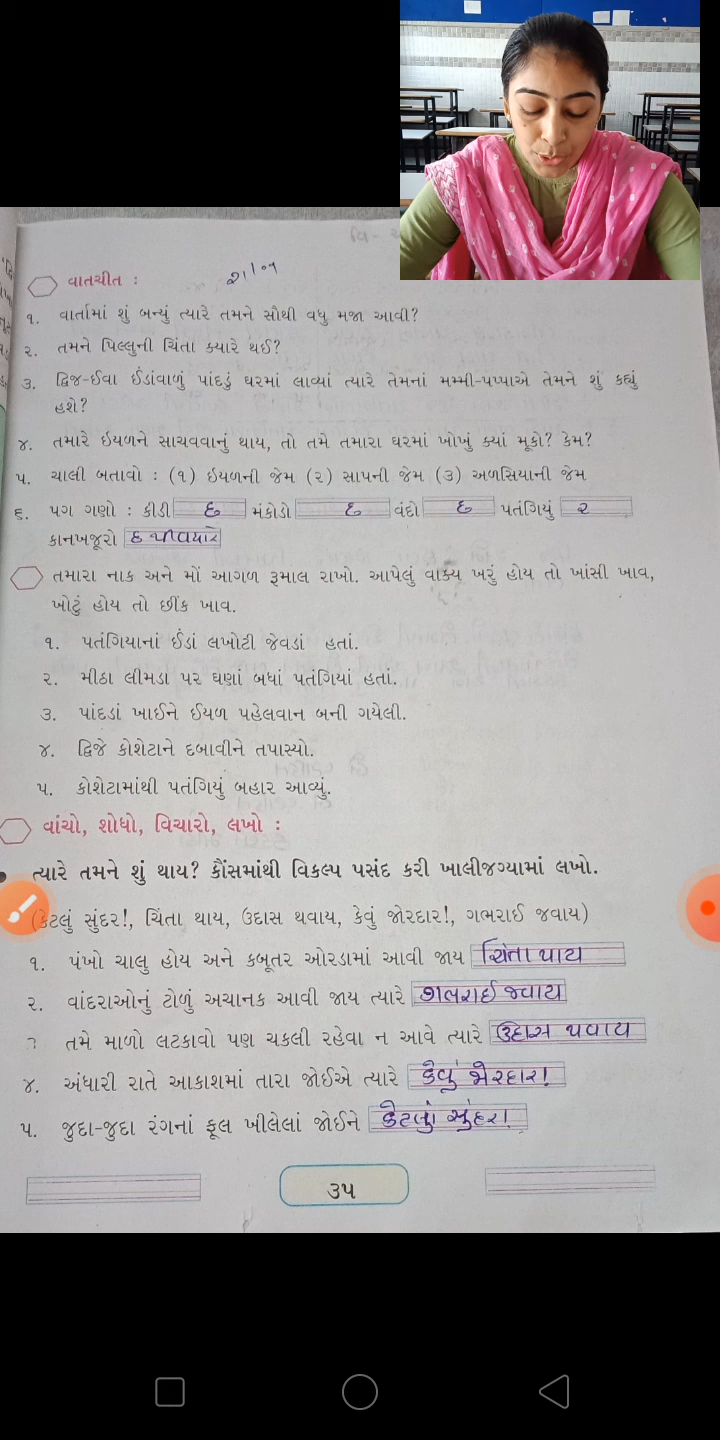 વાતચીત :
૧. વાર્તામાં શું બન્યું ત્યારે તમને સૌથી વધુ મજા આવી?
૨. તમને પિલ્લુની ચિંતા ક્યારે થઈ?
૩. દ્વિજ-ઈવા ઈંડાંવાળું પાંદડું ઘરમાં લાવ્યાં ત્યારે તેમનાં મમ્મી-પપ્પાએ તેમને શું કહ્યું
હશે?
૪. તમારે ઇયળને સાચવવાનું થાય, તો તમે તમારા ઘરમાં ખોખું ક્યાં મૂકો? કેમ?
૫. ચાલી બતાવો : (૧) ઇયળની જેમ (૨) સાપની જેમ (૩) અળસિયાની જેમ
૬. પગ ગણો : કીડી ૬ મંકોડો ૬ વંદો ૬ પતંગિયું ૨
કાનખજૂરો
તમારા નાક અને મોં આગળ રૂમાલ રાખો. આપેલું વાક્ય ખરું હોય તો ખાંસી ખાવ,
ખોટું હોય તો છીંક ખાવ.
૧. પતંગિયાનાં ઈંડાં લખોટી જેવડાં હતાં.
૨. મીઠા લીમડા પર ઘણાં બધાં પતંગિયાં હતાં.
૩. પાંદડાં ખાઈને ઈયળ પહેલવાન બની ગયેલી.
૪. દ્વિજે કોશેટાને દબાવીને તપાસ્યો.
૫. કોશેટામાંથી પતંગિયું બહાર આવ્યું.
વાંચો, શોધો, વિચારો, લખો :
ત્યારે તમને શું થાય? કૌંસમાંથી વિકલ્પ પસંદ કરી ખાલીજગ્યામાં લખો.
(કેટલું સુંદર!, ચિંતા થાય, ઉદાસ થવાય, કેવું જોરદાર!, ગભરાઈ જવાય)
૧. પંખો ચાલુ હોય અને કબૂતર ઓરડામાં આવી જાય ચિંતા થાય
૨. વાંદરાઓનું ટોળું અચાનક આવી જાય ત્યારે ગભરાઈ જવાય
૩ તમે માળો લટકાવો પણ ચકલી રહેવા ન આવે ત્યારે ઉદાસ થવાય
૪. અંધારી રાતે આકાશમાં તારા જોઈએ ત્યારે કેવું જોરદાર!
૫. જુદા-જુદા રંગનાં ફૂલ ખીલેલાં જોઈને કેટલું સુંદર!
૩૫